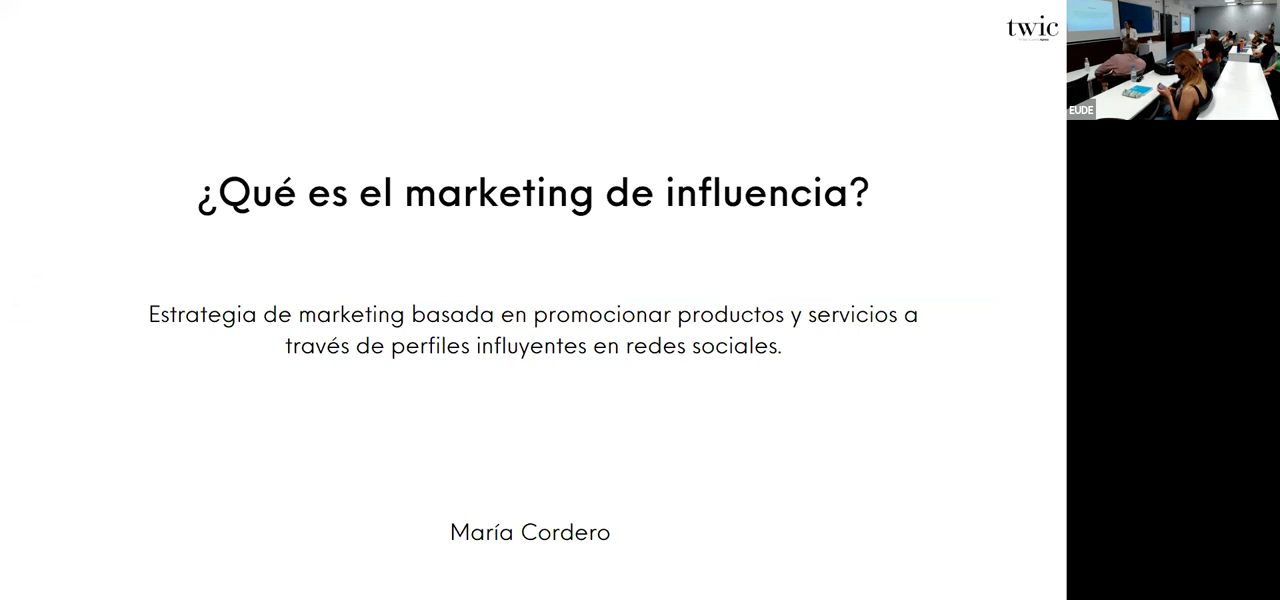 twic
¿Qué es el marketing de influencia?
Estrategia de marketing basada en promocionar productos y servicios a
través de perfiles influyentes en redes sociales.
María Cordero
EUDE